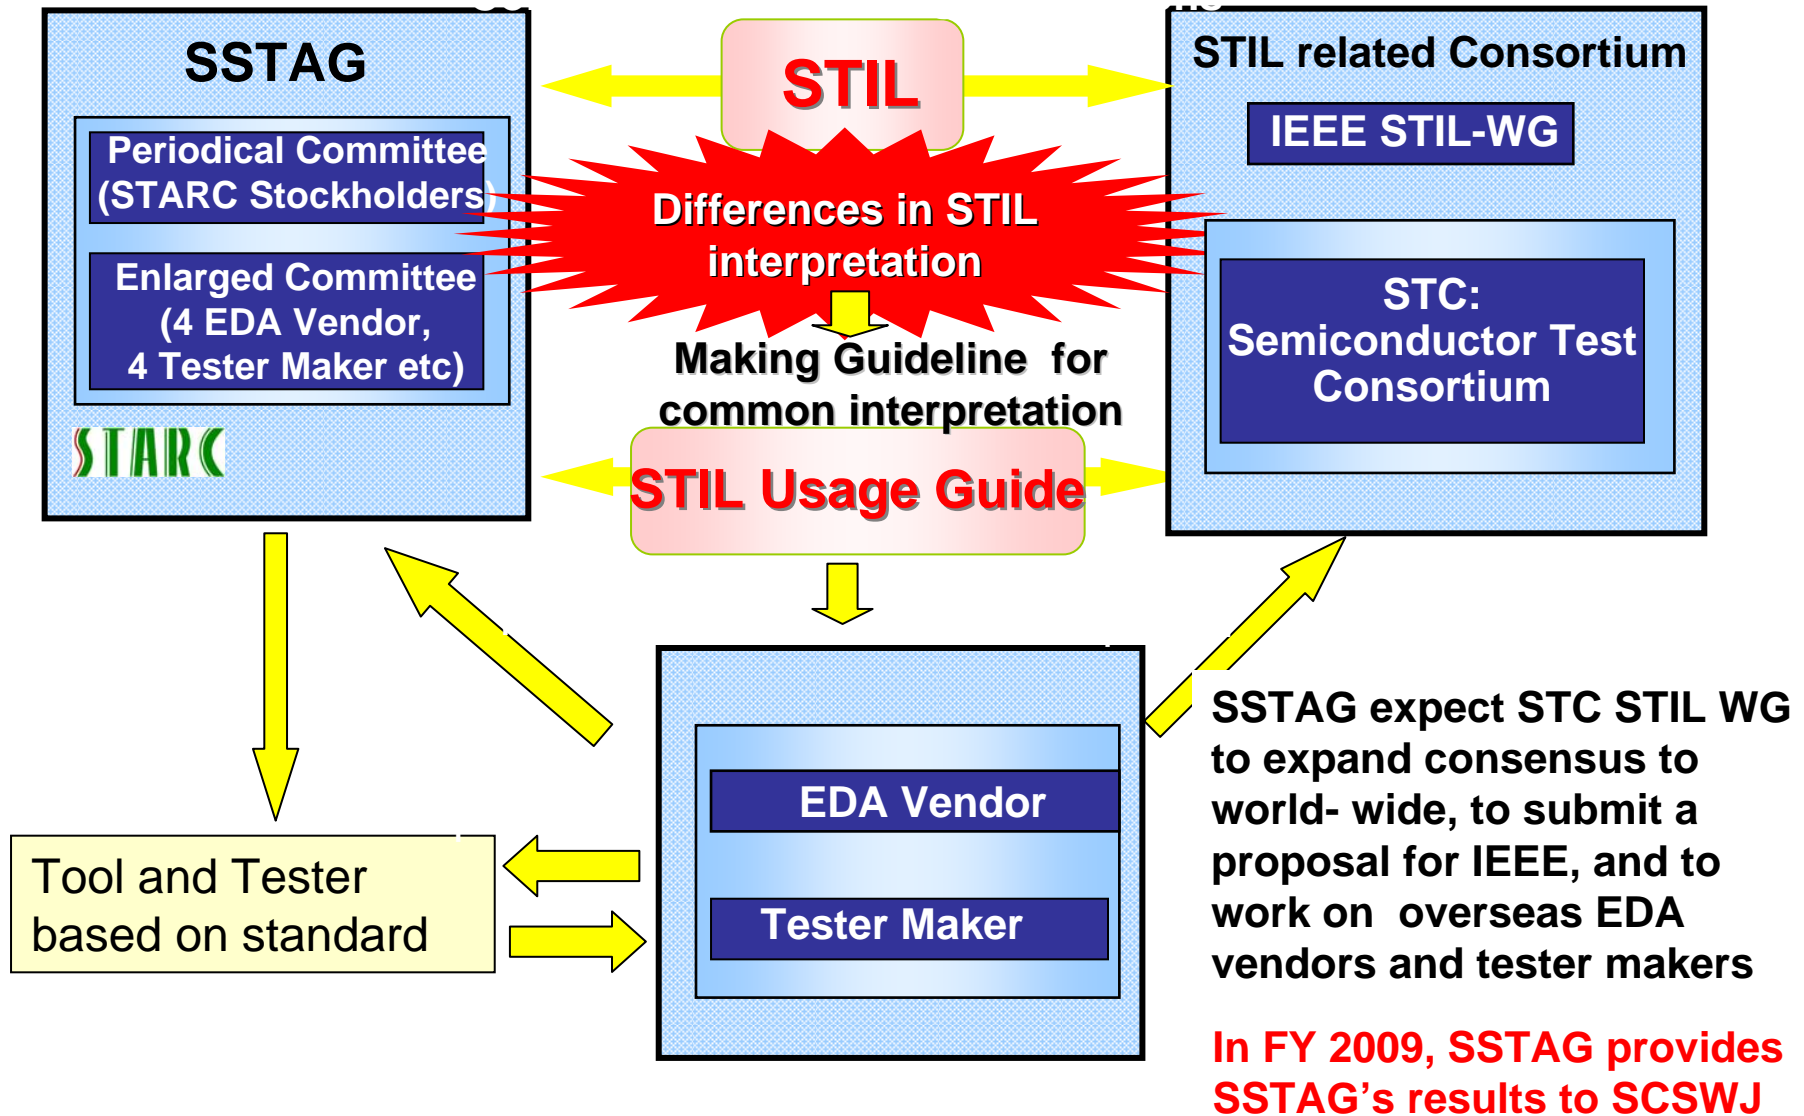 SSTAG
Periodical Committee
(STARC Stockholders)
Enlarged Committee
(4 EDA Vendor,
4 Tester Maker etc)
STARC
STIL
Differences in STIL
interpretation
Making Guideline for
common interpretation
STIL Usage Guide
STIL related Consortium
IEEE STIL-WG
STC:
Semiconductor Test
Consortium
EDA Vendor
Tester Maker
Tool and Tester
based on standard
SSTAG expect STC STIL WG
to expand consensus to
world- wide, to submit a
proposal for IEEE, and to
work on overseas EDA
vendors and tester makers
In FY 2009, SSTAG provides
SSTAG's results to SCSWJ